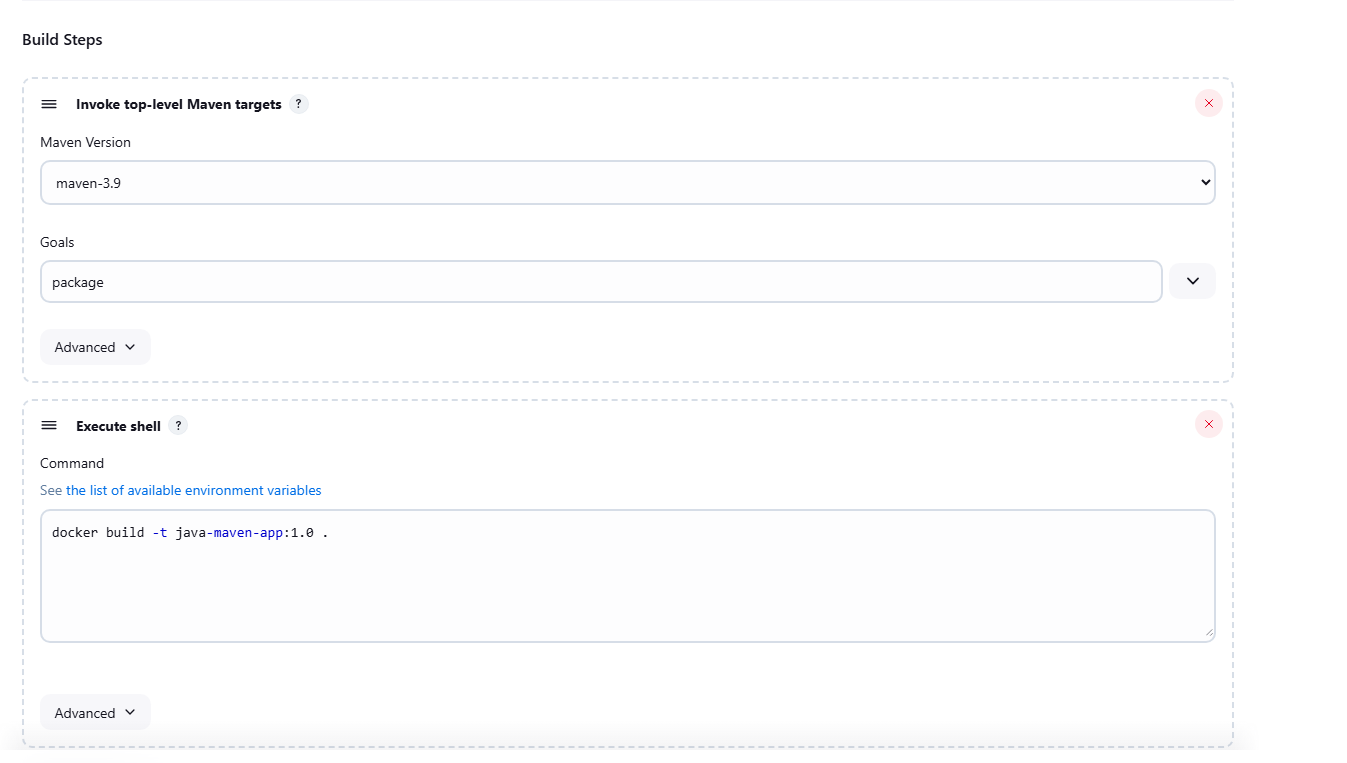 Build Steps
Invoke top-level Maven targets ?
Maven Version
maven-3.9
Goals
package
Advanced
Execute shell ?
Command
See the list of available environment variables
docker build -t java-maven-app:1.0 .
Advanced